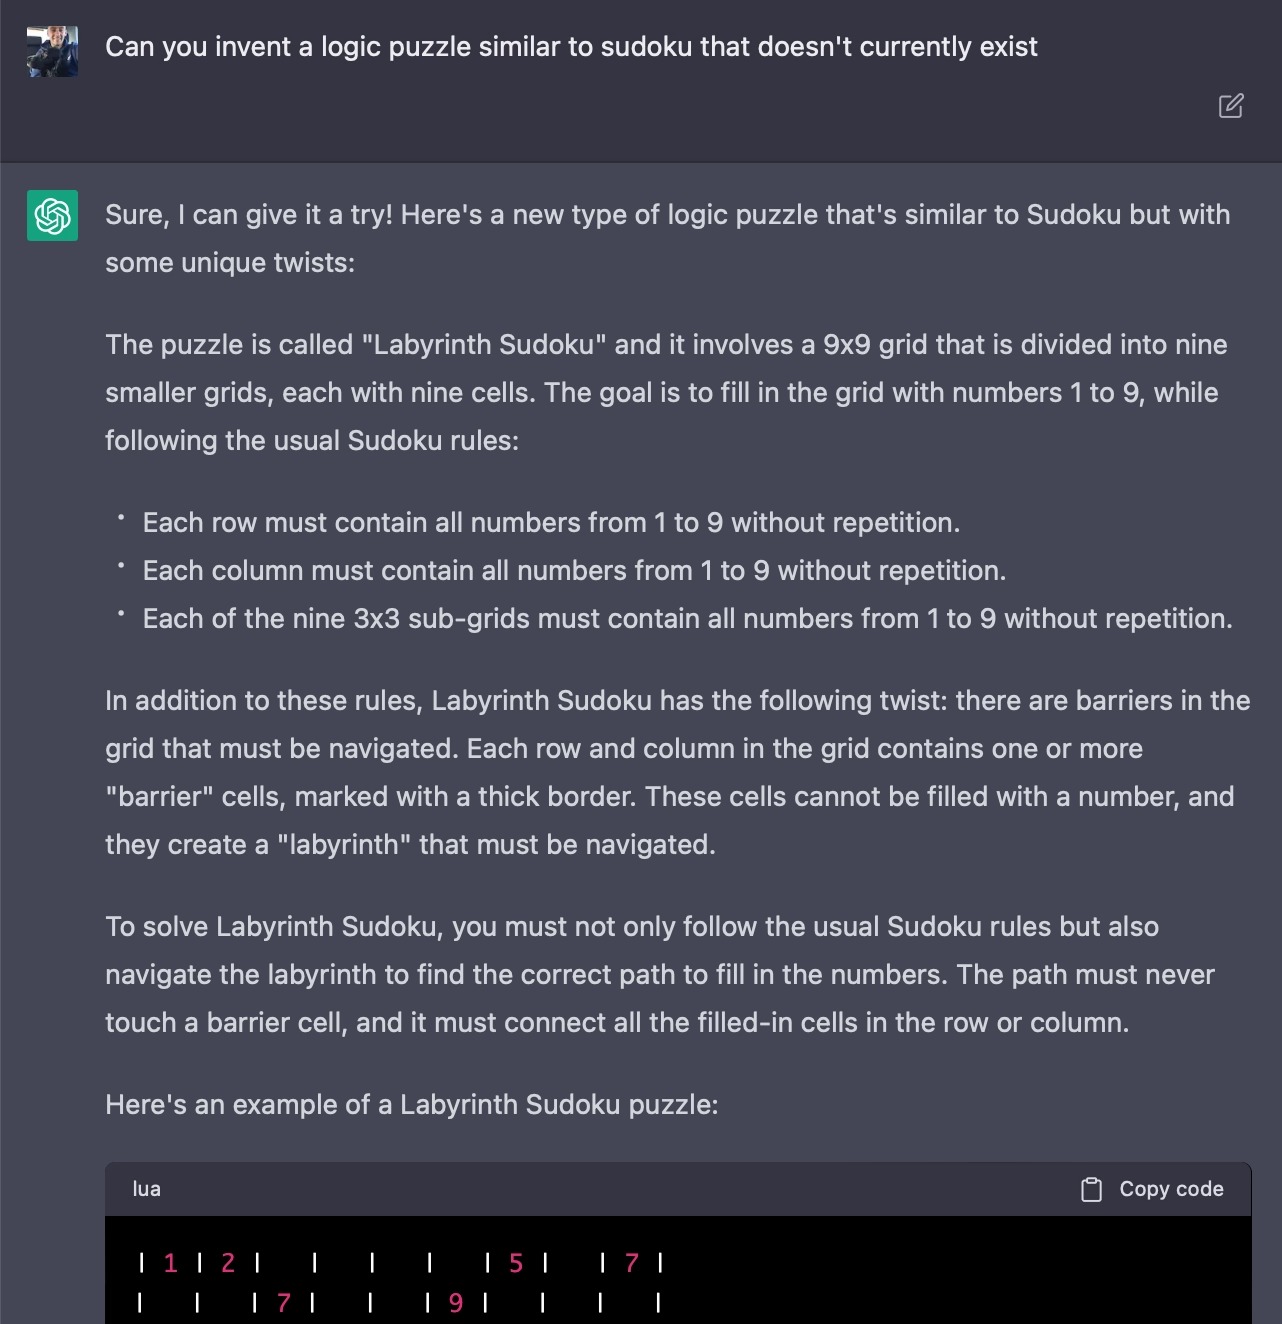 Can you invent a logic puzzle similar to sudoku that doesn't currently exist
Sure, I can give it a try! Here's a new type of logic puzzle that's similar to Sudoku but with
some unique twists:
The puzzle is called "Labyrinth Sudoku" and it involves a 9x9 grid that is divided into nine
smaller grids, each with nine cells. The goal is to fill in the grid with numbers 1 to 9, while
following the usual Sudoku rules:
• Each row must contain all numbers from 1 to 9 without repetition.
• Each column must contain all numbers from 1 to 9 without repetition.
• Each of the nine 3x3 sub-grids must contain all numbers from 1 to 9 without repetition.
In addition to these rules, Labyrinth Sudoku has the following twist: there are barriers in the
grid that must be navigated. Each row and column in the grid contains one or more
"barrier" cells, marked with a thick border. These cells cannot be filled with a number, and
they create a "labyrinth" that must be navigated.
To solve Labyrinth Sudoku, you must not only follow the usual Sudoku rules but also
navigate the labyrinth to find the correct path to fill in the numbers. The path must never
touch a barrier cell, and it must connect all the filled-in cells in the row or column.
Here's an example of a Labyrinth Sudoku puzzle:
lua Copy code
| 1 | 2 |   |   |   |   | 5 |   | 7 |
|   |   | 7 |   |   | 9 |   |   |   |